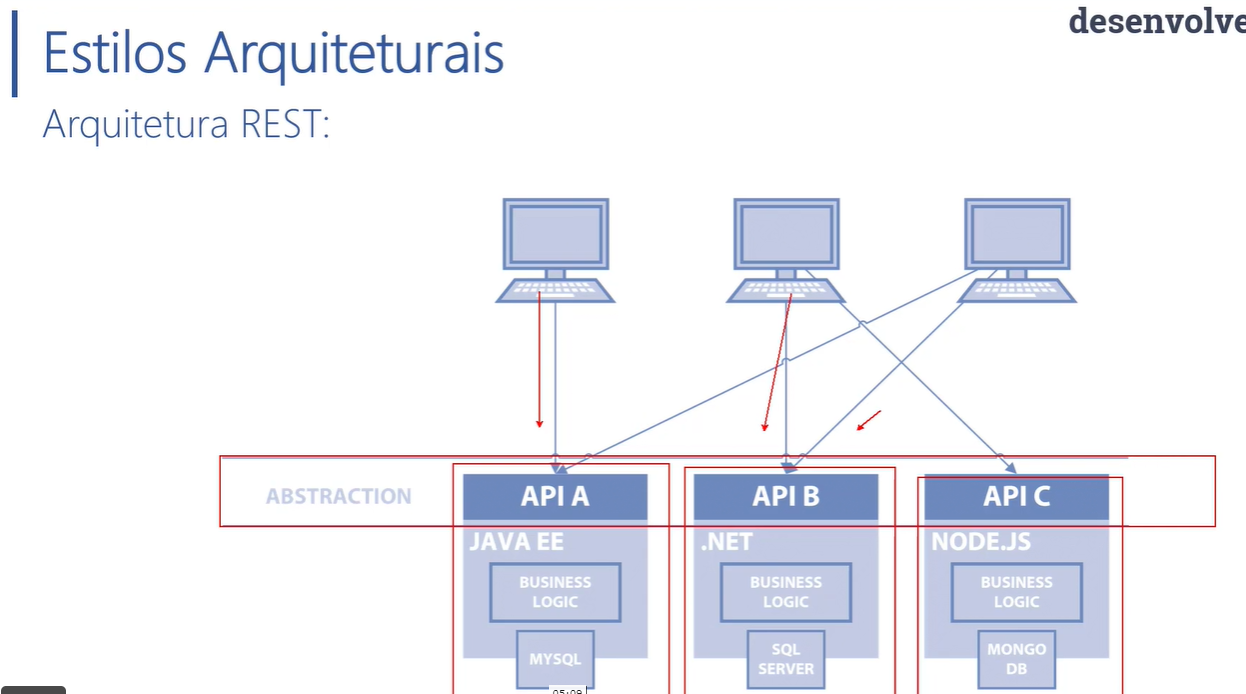 desenvolve
Estilos Arquiteturais
Arquitetura REST:
ABSTRACTION
API A
API B
API C
JAVA EE
.NET
NODE.JS
BUSINESS
LOGIC
BUSINESS
LOGIC
BUSINESS
LOGIC
MYSQL
SQL
SERVER
MONGO
DB
05:09